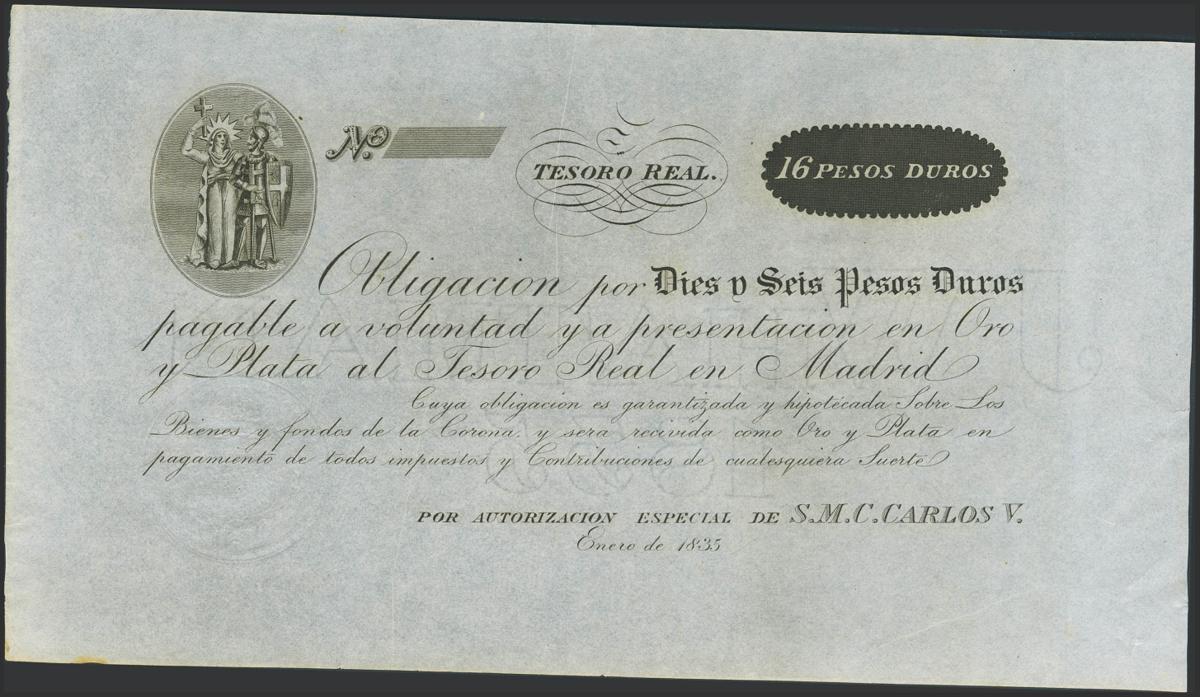 No.
TESORO REAL.
16 PESOS DUROS
Obligacion por Dies y Seis Pesos Duros
pagable a voluntad y a presentacion en Oro
y Plata al Tesoro Real en Madrid
Cuya obligacion es garantizada y hipotécada Sobre Los
Bienes y fondos de la Corona, y sera recivida como Oro y Plata en
pagamiento de todos impuestos y Contribuciones de cualesquiera Suerte
POR AUTORIZACION ESPECIAL DE S.M.C. CARLOS V.
Enero de 1835